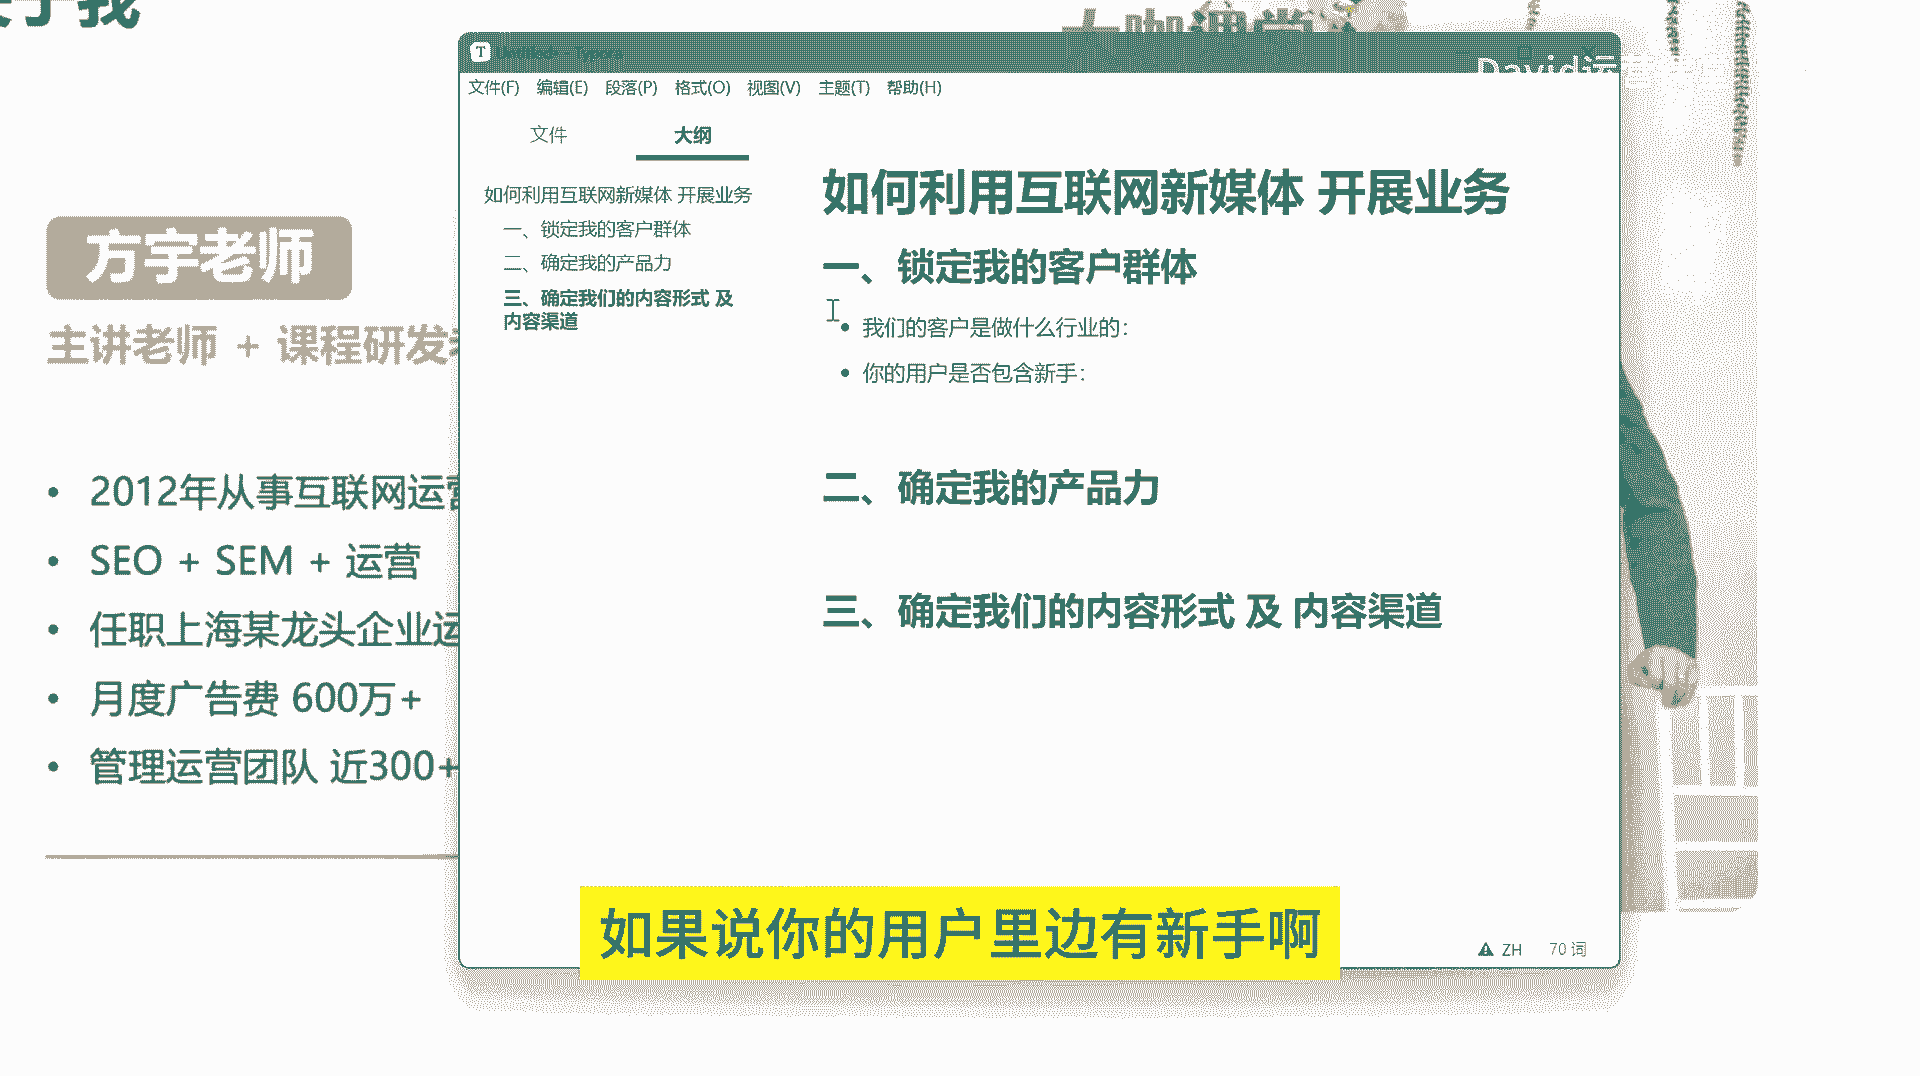 于我
方宇老师
主讲老师 + 课程研发
2012年从事互联网运营
SEO + SEM + 运营
任职上海某龙头企业运
月度广告费 600万+
管理运营团队 近300+
大咖课堂
David运营
Untitled - Typora
文件(F) 编辑(E) 段落(P) 格式(O) 视图(V) 主题(T) 帮助(H)
文件 大纲
如何利用互联网新媒体 开展业务
一、锁定我的客户群体
二、确定我的产品力
三、确定我们的内容形式 及
内容渠道
如何利用互联网新媒体 开展业务
一、锁定我的客户群体
我们的客户是做什么行业的：
你的用户是否包含新手：
二、确定我的产品力
三、确定我们的内容形式 及 内容渠道
ZH 70 词
如果说你的用户里边有新手啊